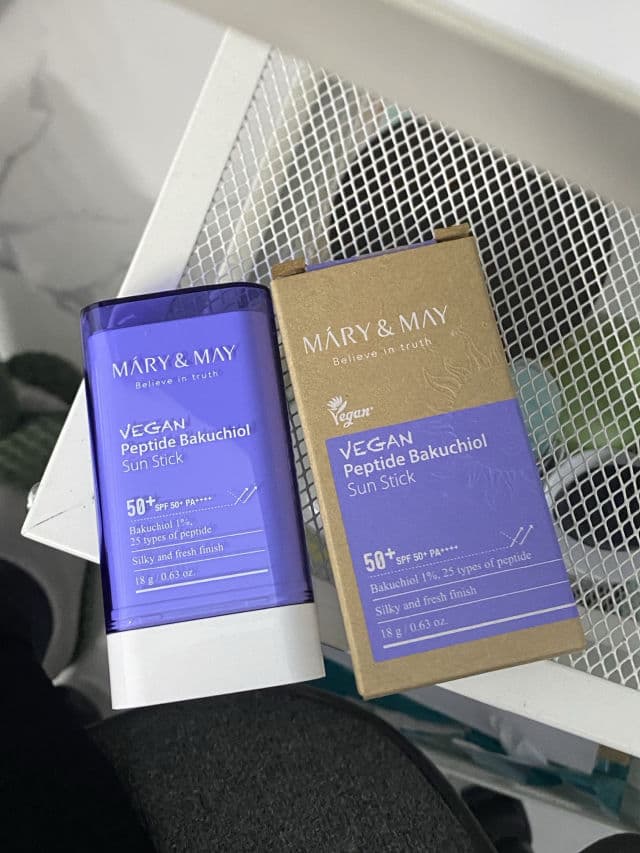 MÁRY & MAY
Believe in truth
VEGAN
Peptide Bakuchiol
Sun Stick
50+ SPF 50+ PA++++
Bakuchiol 1%,
25 types of peptide
Silky and fresh finish
18 g / 0.63 oz.
MÁRY & MAY
Believe in truth
Vegan
VEGAN
Peptide Bakuchiol
Sun Stick
50+ SPF 50+ PA++++
Bakuchiol 1%, 25 types of peptide
Silky and fresh finish
18 g / 0.63 oz.